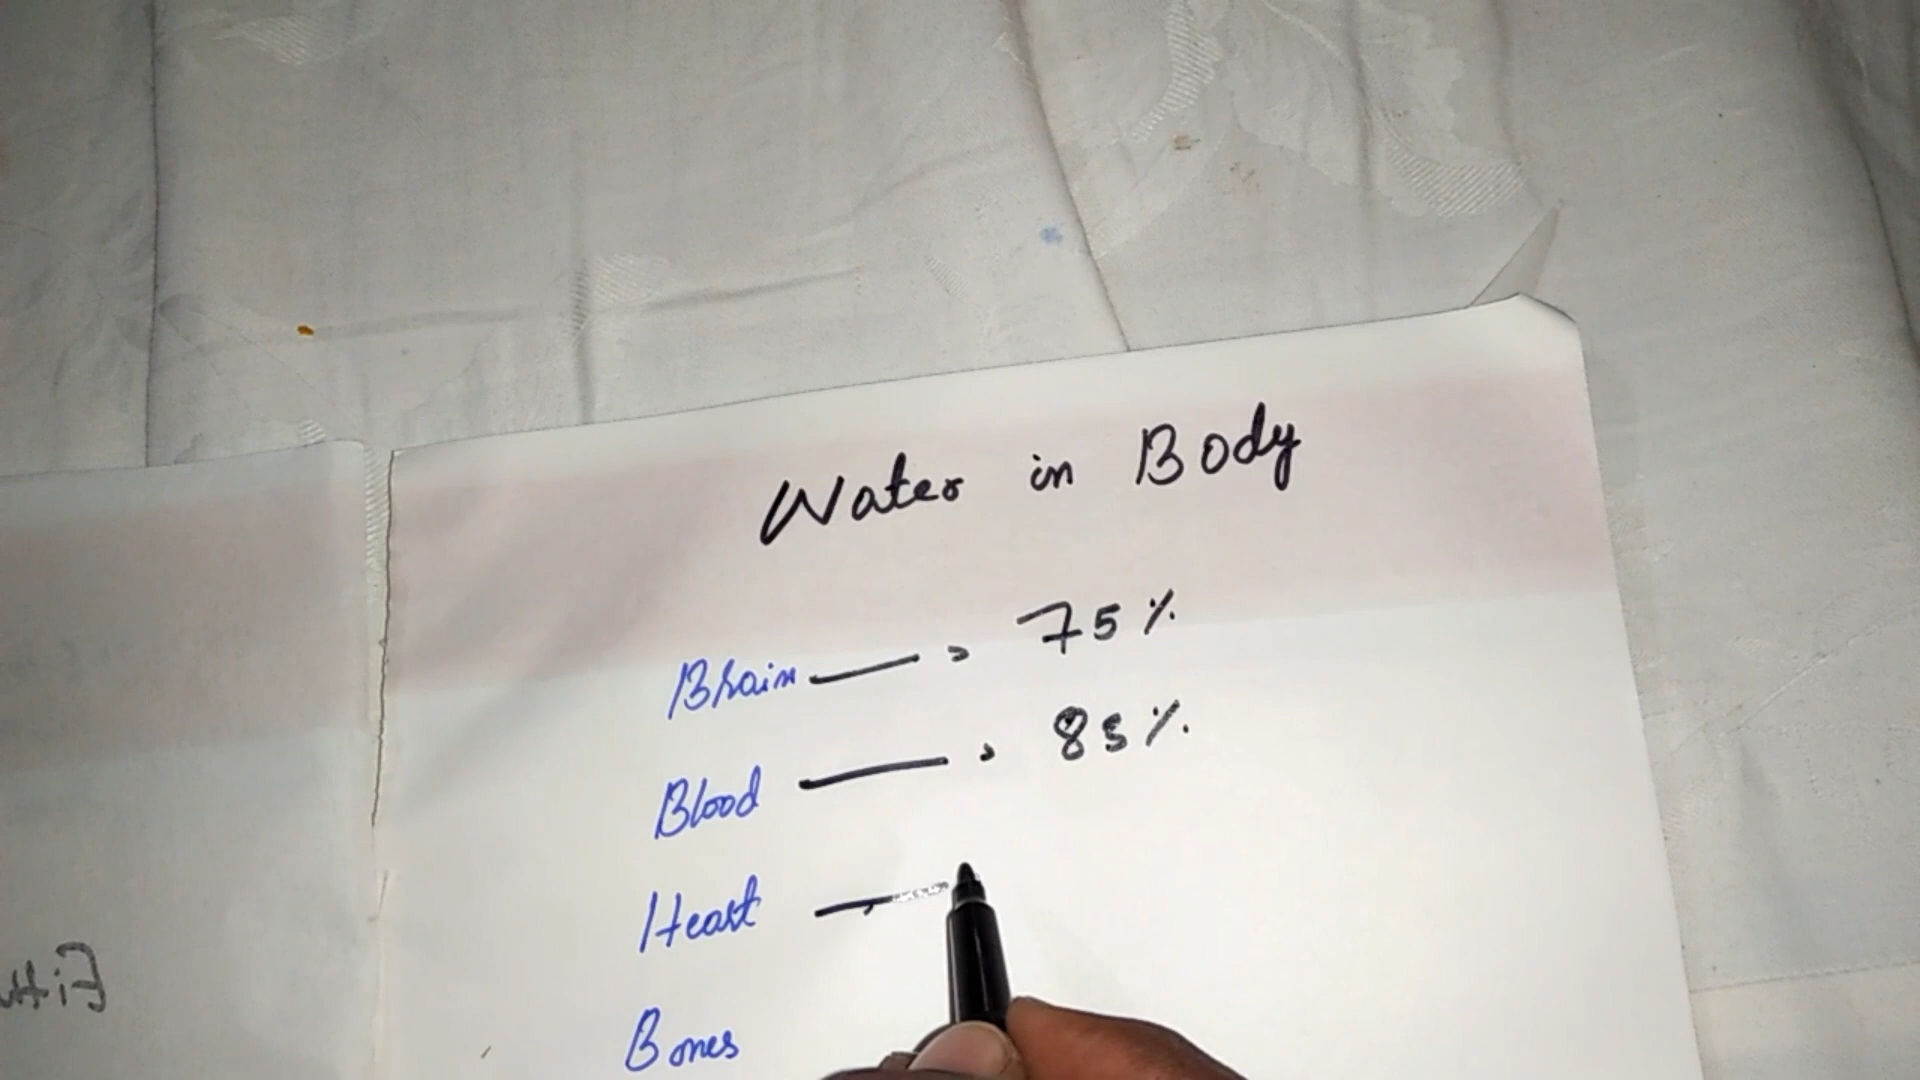 Water in Body
Brain —> 75%
Blood —> 85%
Heart —
Bones